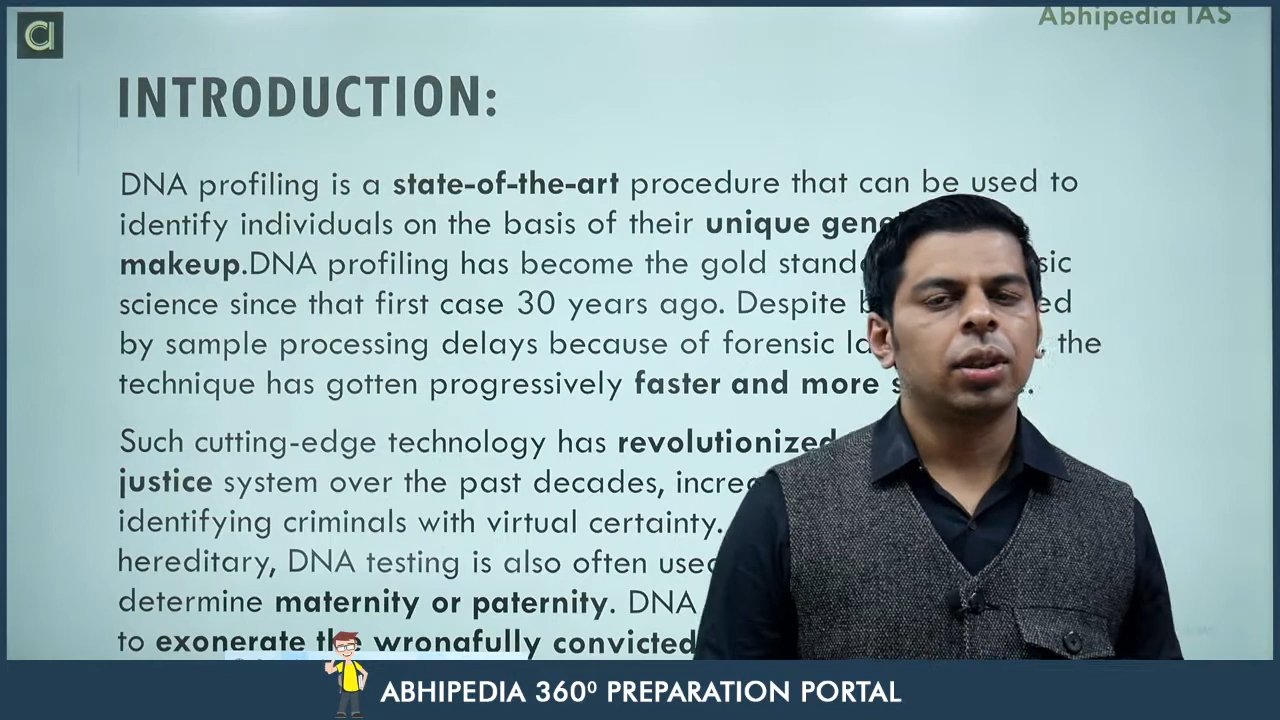 Abhipedia IAS
INTRODUCTION:
DNA profiling is a state-of-the-art procedure that can be used to
identify individuals on the basis of their unique
makeup.DNA profiling has become the gold
science since that first case 30 years ago. Despite
by sample processing delays because of forensic the
technique has gotten progressively faster and more
Such cutting-edge technology has revolutionized
justice system over the past decades,
identifying criminals with virtual certainty.
hereditary, DNA testing is also often
determine maternity or paternity. DNA
to exonerate the wrongfully convicted
ABHIPEDIA 360⁰ PREPARATION PORTAL